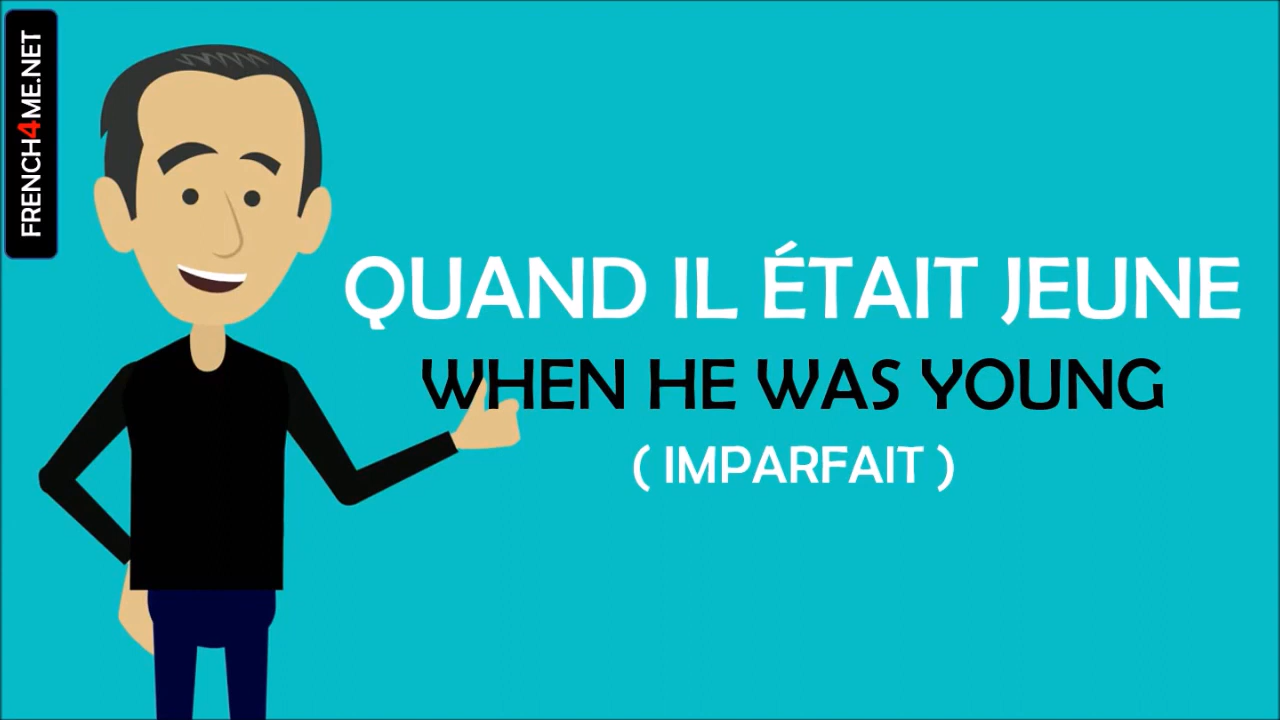 FRENCH4ME.NET
QUAND IL ÉTAIT JEUNE
WHEN HE WAS YOUNG
( IMPARFAIT )